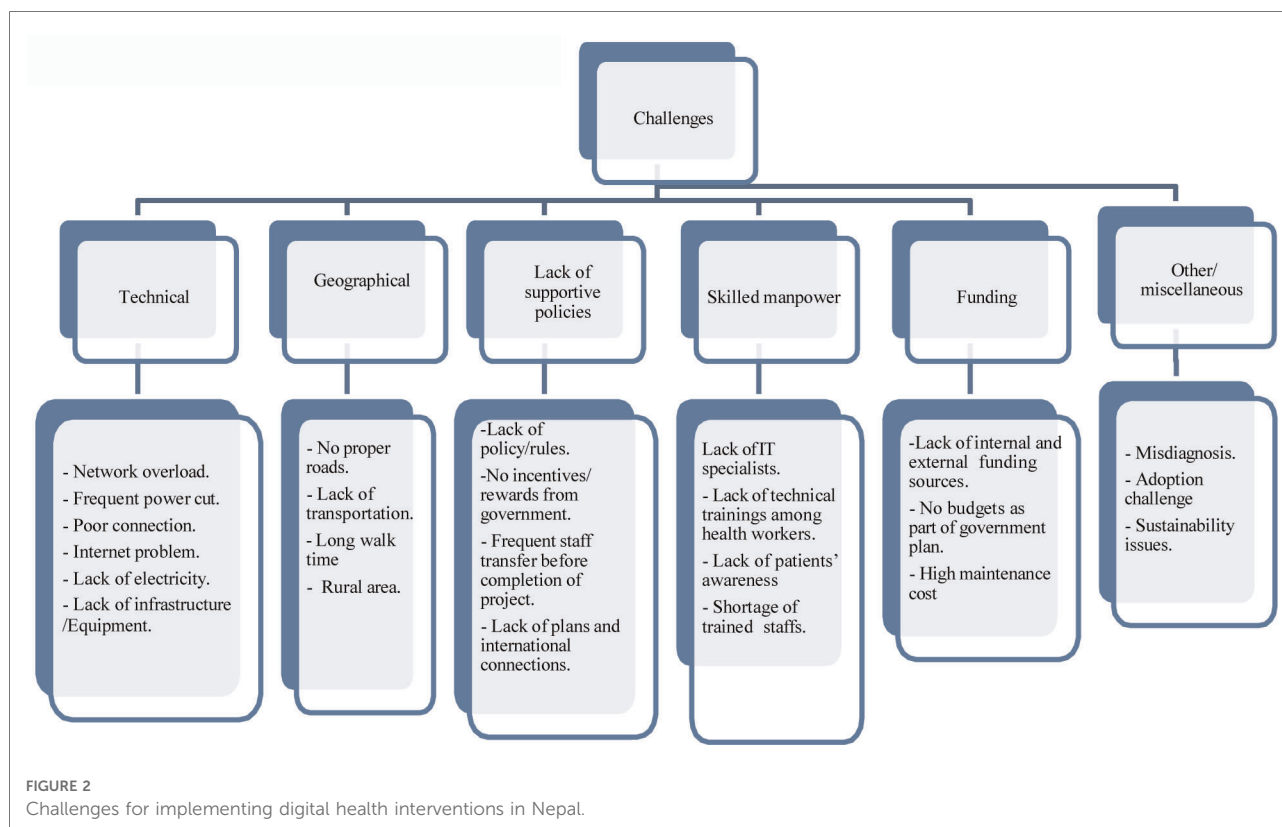 Challenges
Technical
Geographical
Lack of
supportive
policies
Skilled manpower
Funding
Other/
miscellaneous
- Network overload.
- Frequent power cut.
- Poor connection.
- Internet problem.
- Lack of electricity.
- Lack of infrastructure
/Equipment.
- No proper
roads.
- Lack of
transportation.
- Long walk
time
- Rural area.
-Lack of
policy/rules.
-No incentives/
rewards from
government.
- Frequent staff
transfer before
completion of
project.
- Lack of plans and
international
connections.
Lack of IT
specialists.
- Lack of technical
trainings among
health workers.
- Lack of patients’
awareness
- Shortage of
trained staffs.
-Lack of internal and
external funding
sources.
- No budgets as
part of government
plan.
- High maintenance
cost
- Misdiagnosis.
- Adoption
challenge
- Sustainability
issues.
FIGURE 2
Challenges for implementing digital health interventions in Nepal.